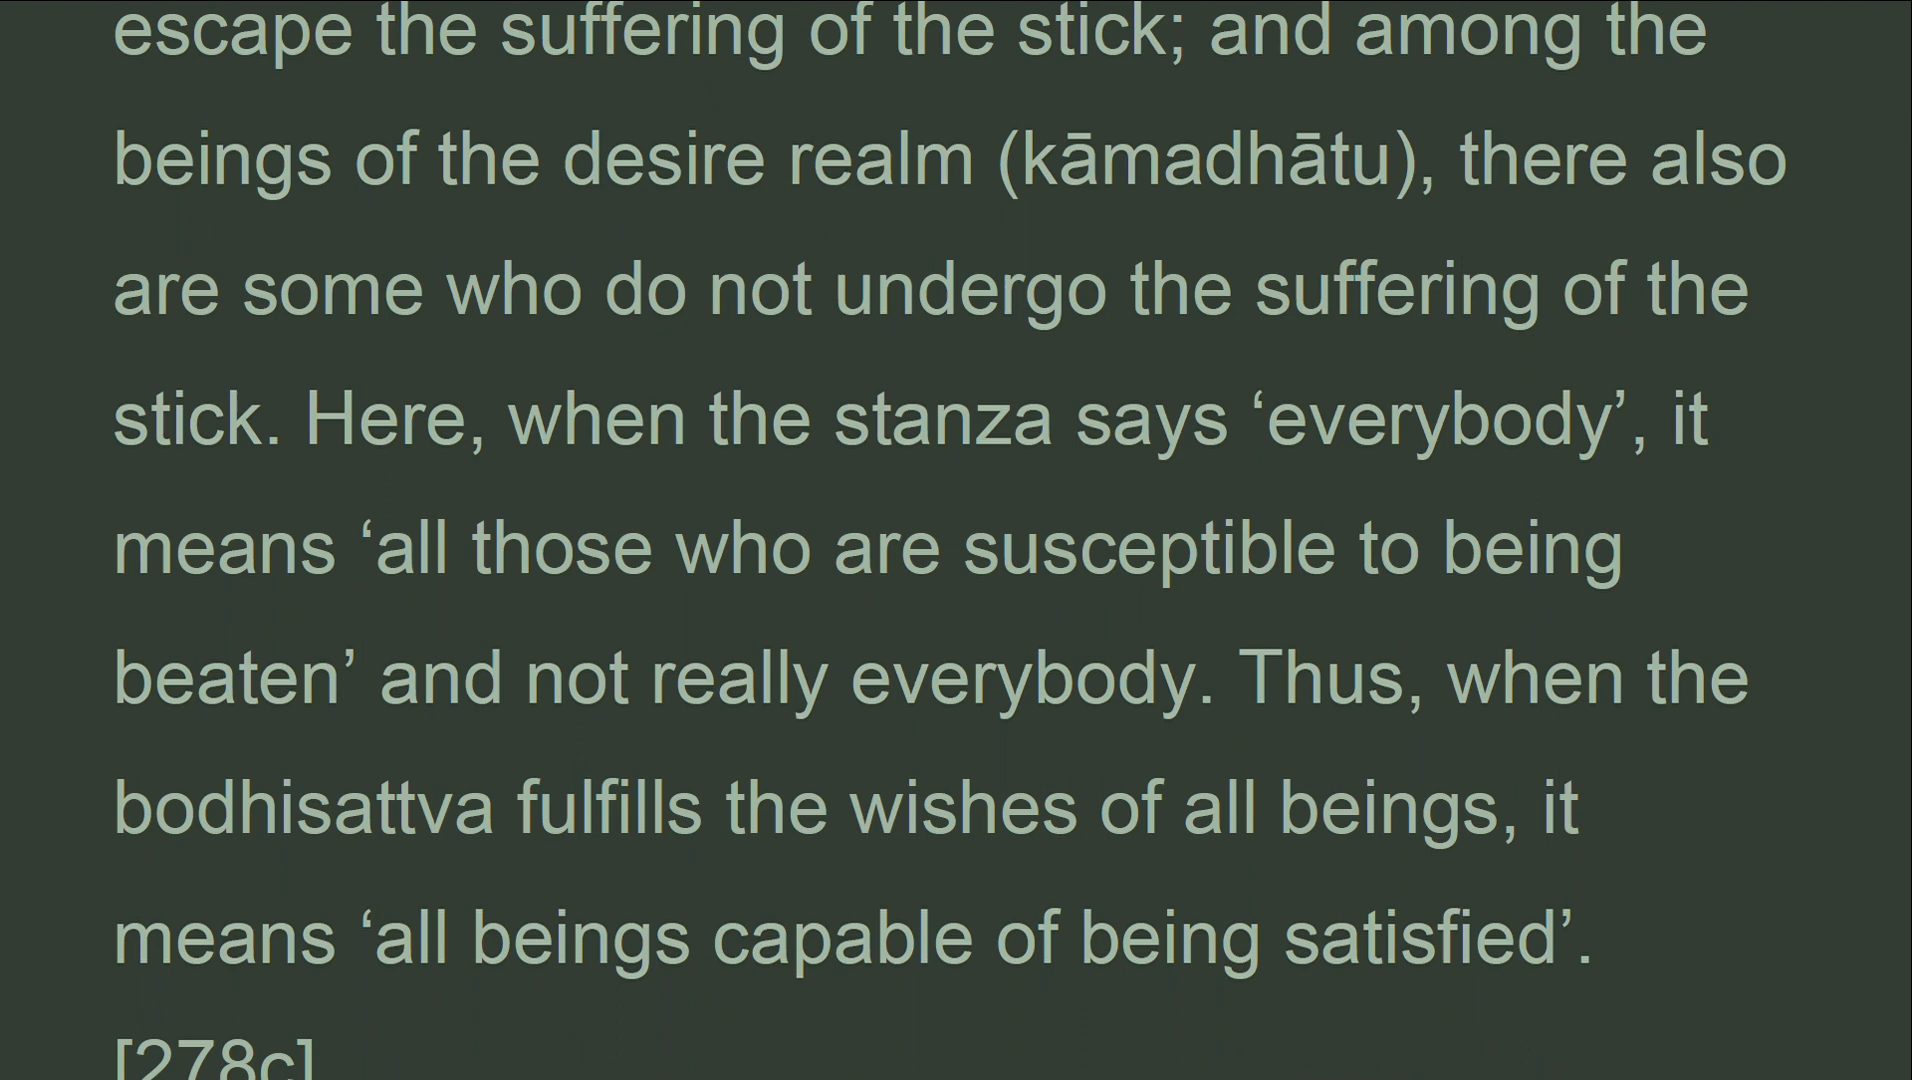 escape the suffering of the stick; and among the
beings of the desire realm (kāmadhātu), there also
are some who do not undergo the suffering of the
stick. Here, when the stanza says ‘everybody’, it
means ‘all those who are susceptible to being
beaten’ and not really everybody. Thus, when the
bodhisattva fulfills the wishes of all beings, it
means ‘all beings capable of being satisfied’.
[278c]